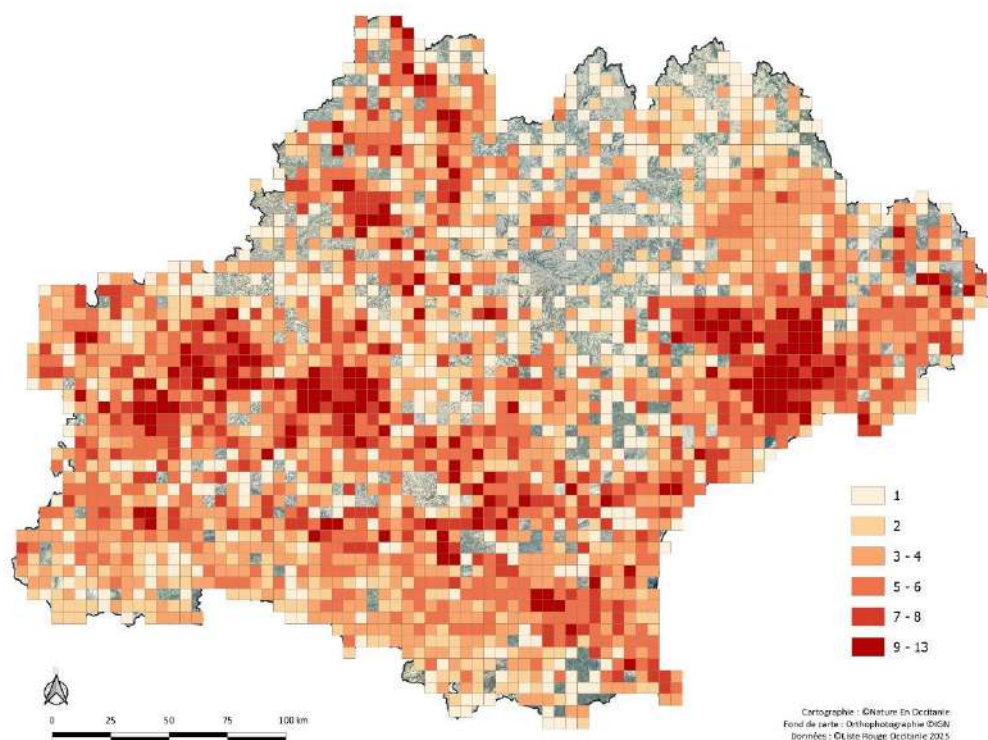 1
2
3 - 4
5 - 6
7 - 8
9 - 13
0 25 50 75 100 km
Cartographie : ©Nature En Occitanie
Fond de carte : Orthophotographie ©IGN
Données : ©Liste Rouge Occitanie 2025